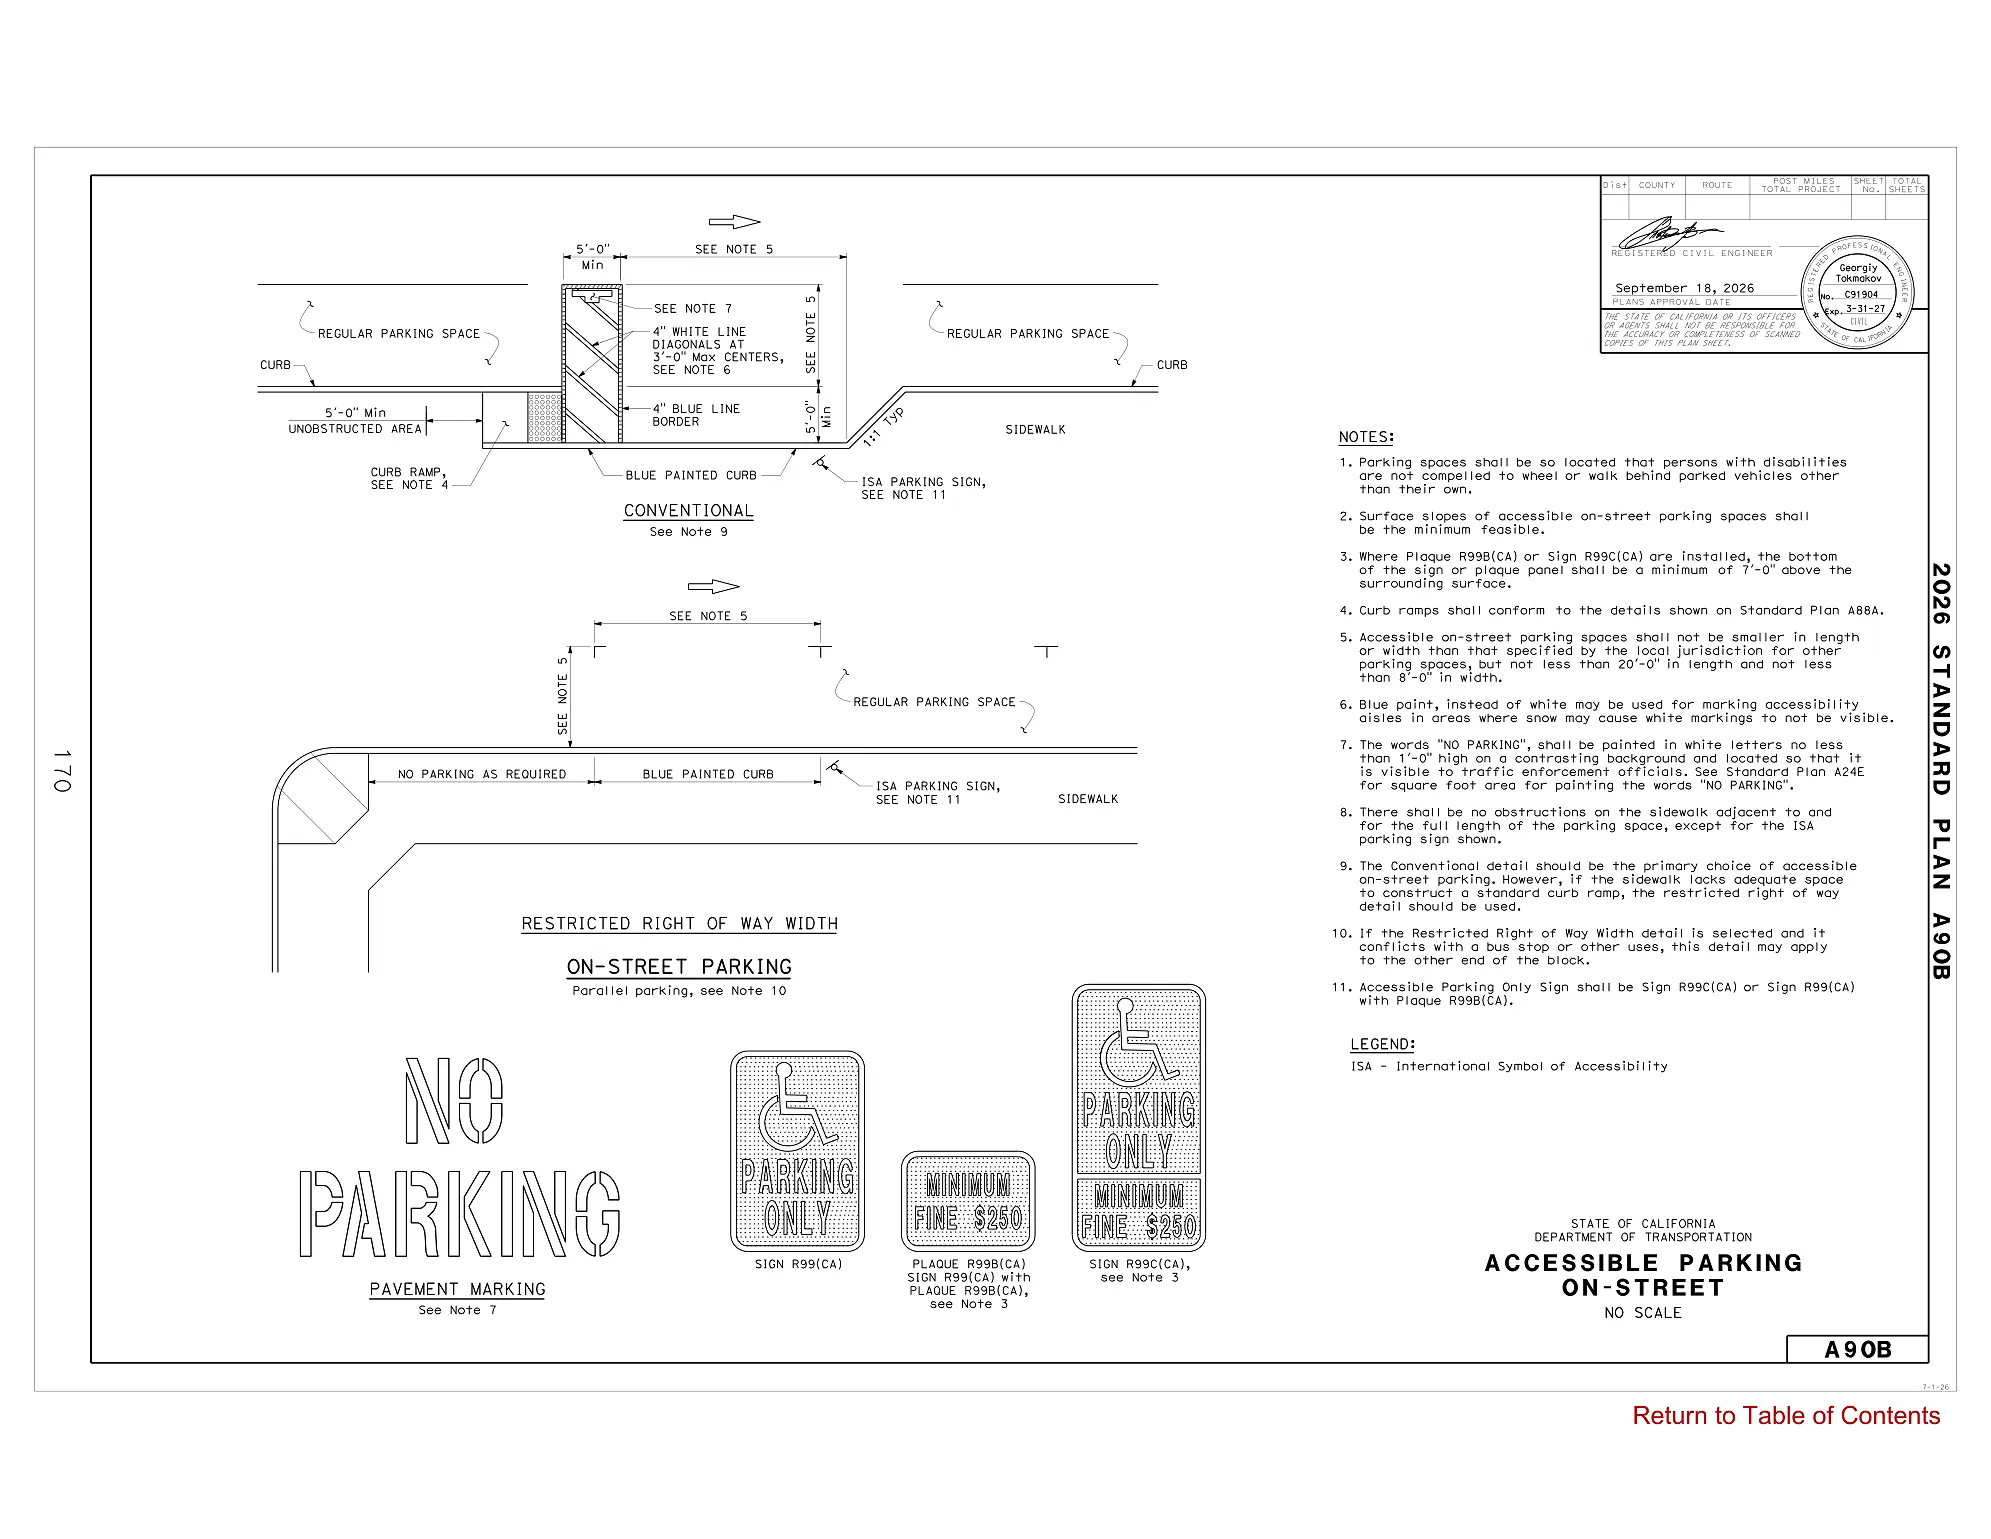 Dist COUNTY ROUTE POST MILES TOTAL PROJECT SHEET No. TOTAL SHEETS
REGISTERED CIVIL ENGINEER
September 18, 2026
PLANS APPROVAL DATE
THE STATE OF CALIFORNIA OR ITS OFFICERS
OR AGENTS SHALL NOT BE RESPONSIBLE FOR
THE ACCURACY OR COMPLETENESS OF SCANNED
COPIES OF THIS PLAN SHEET.
REGISTERED PROFESSIONAL ENGINEER
Georgiy
Tokmakov
No. C91904
Exp. 3-31-27
CIVIL
STATE OF CALIFORNIA
5'-0"
Min
SEE NOTE 5
SEE NOTE 5
SEE NOTE 7
4" WHITE LINE
DIAGONALS AT
3'-0" Max CENTERS,
SEE NOTE 6
REGULAR PARKING SPACE
REGULAR PARKING SPACE
CURB
CURB
5'-0" Min
UNOBSTRUCTED AREA
4" BLUE LINE
BORDER
5'-0"
Min
1:1 Typ
SIDEWALK
CURB RAMP,
SEE NOTE 4
BLUE PAINTED CURB
ISA PARKING SIGN,
SEE NOTE 11
CONVENTIONAL
See Note 9
SEE NOTE 5
SEE NOTE 5
REGULAR PARKING SPACE
NO PARKING AS REQUIRED
BLUE PAINTED CURB
ISA PARKING SIGN,
SEE NOTE 11
SIDEWALK
RESTRICTED RIGHT OF WAY WIDTH
ON-STREET PARKING
Parallel parking, see Note 10
NO
PARKING
PAVEMENT MARKING
See Note 7
PARKING
ONLY
SIGN R99(CA)
MINIMUM
FINE $250
PLAQUE R99B(CA)
SIGN R99(CA) with
PLAQUE R99B(CA),
see Note 3
PARKING
ONLY
MINIMUM
FINE $250
SIGN R99C(CA),
see Note 3
NOTES:
1. Parking spaces shall be so located that persons with disabilities
are not compelled to wheel or walk behind parked vehicles other
than their own.
2. Surface slopes of accessible on-street parking spaces shall
be the minimum feasible.
3. Where Plaque R99B(CA) or Sign R99C(CA) are installed, the bottom
of the sign or plaque panel shall be a minimum of 7'-0" above the
surrounding surface.
4. Curb ramps shall conform to the details shown on Standard Plan A88A.
5. Accessible on-street parking spaces shall not be smaller in length
or width than that specified by the local jurisdiction for other
parking spaces, but not less than 20'-0" in length and not less
than 8'-0" in width.
6. Blue paint, instead of white may be used for marking accessibility
aisles in areas where snow may cause white markings to not be visible.
7. The words "NO PARKING", shall be painted in white letters no less
than 1'-0" high on a contrasting background and located so that it
is visible to traffic enforcement officials. See Standard Plan A24E
for square foot area for painting the words "NO PARKING".
8. There shall be no obstructions on the sidewalk adjacent to and
for the full length of the parking space, except for the ISA
parking sign shown.
9. The Conventional detail should be the primary choice of accessible
on-street parking. However, if the sidewalk lacks adequate space
to construct a standard curb ramp, the restricted right of way
detail should be used.
10. If the Restricted Right of Way Width detail is selected and it
conflicts with a bus stop or other uses, this detail may apply
to the other end of the block.
11. Accessible Parking Only Sign shall be Sign R99C(CA) or Sign R99(CA)
with Plaque R99B(CA).
LEGEND:
ISA - International Symbol of Accessibility
STATE OF CALIFORNIA
DEPARTMENT OF TRANSPORTATION
ACCESSIBLE PARKING
ON-STREET
NO SCALE
A90B
2026 STANDARD PLAN A90B
170
7-1-26
Return to Table of Contents